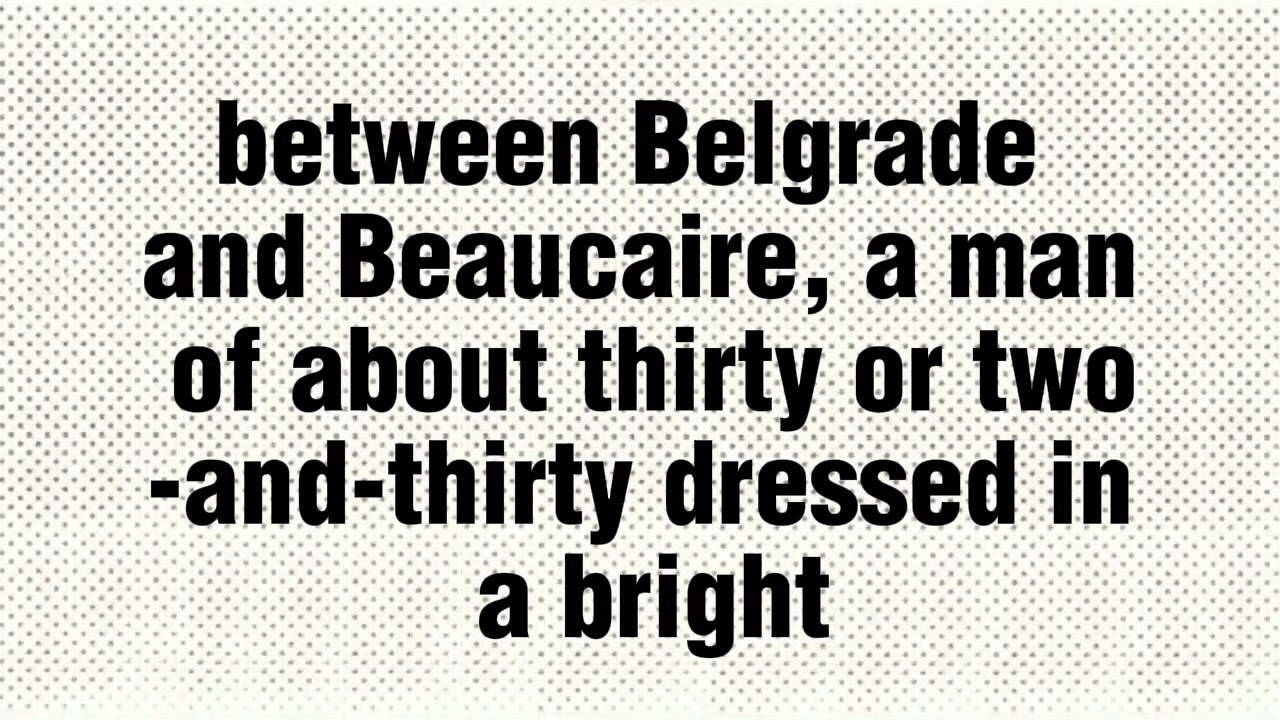 between Belgrade
and Beaucaire, a man
of about thirty or two
-and-thirty dressed in
a bright